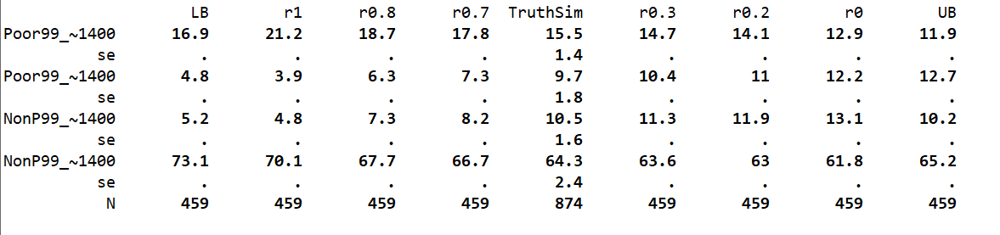 LB r1 r0.8 r0.7 TruthSim r0.3 r0.2 r0 UB
Poor99_~1400 16.9 21.2 18.7 17.8 15.5 14.7 14.1 12.9 11.9
se . . . . 1.4 . . . .
Poor99_~1400 4.8 3.9 6.3 7.3 9.7 10.4 11 12.2 12.7
se . . . . 1.8 . . . .
NonP99_~1400 5.2 4.8 7.3 8.2 10.5 11.3 11.9 13.1 10.2
se . . . . 1.6 . . . .
NonP99_~1400 73.1 70.1 67.7 66.7 64.3 63.6 63 61.8 65.2
se . . . . 2.4 . . . .
N 459 459 459 459 874 459 459 459 459